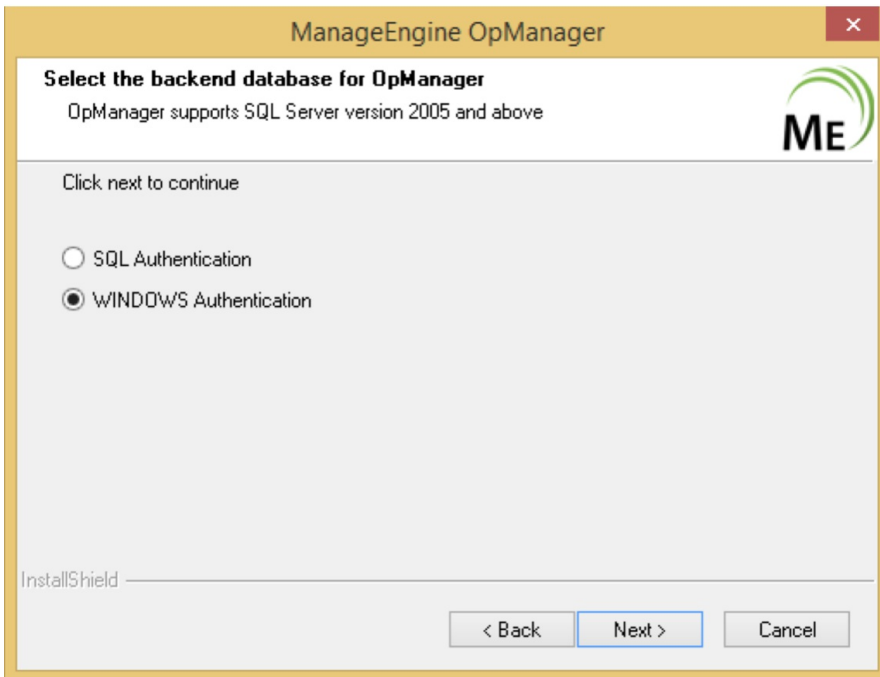 ManageEngine OpManager
Select the backend database for OpManager
OpManager supports SQL Server version 2005 and above
ME
Click next to continue
SQL Authentication
WINDOWS Authentication
InstallShield
< Back Next > Cancel